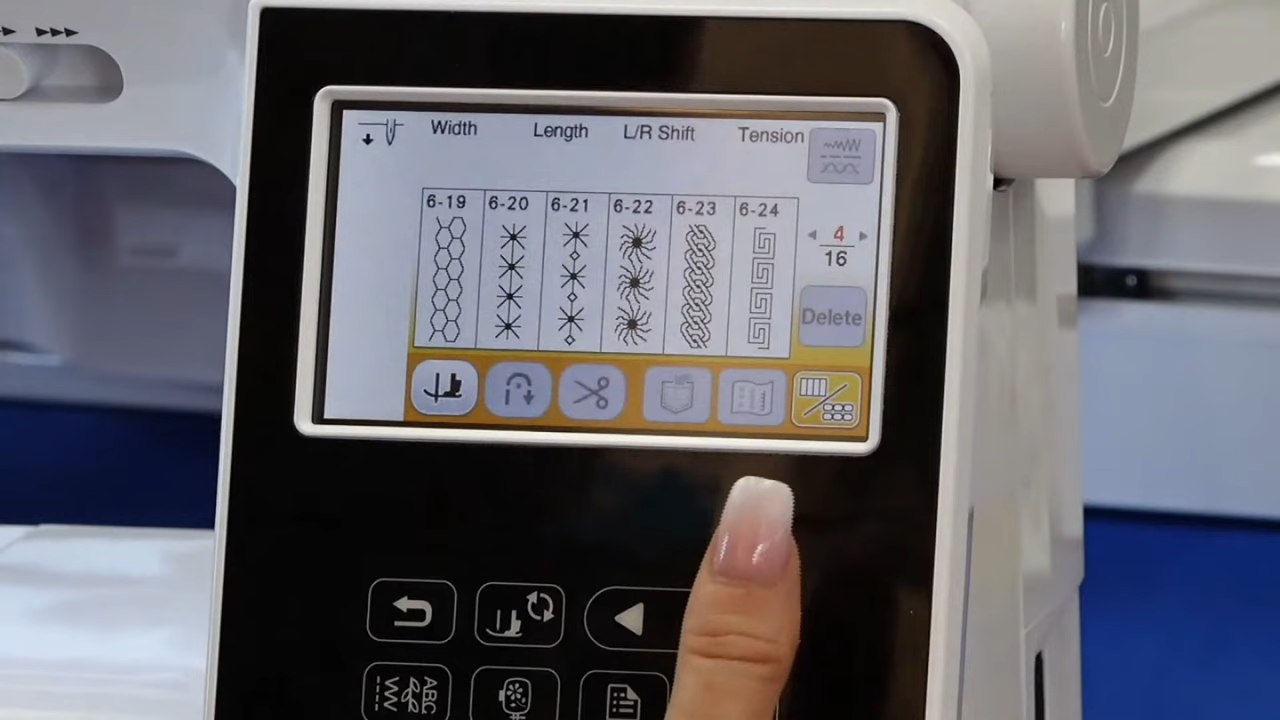 Width Length L/R Shift Tension
6-19 6-20 6-21 6-22 6-23 6-24
4
16
Delete
ABC